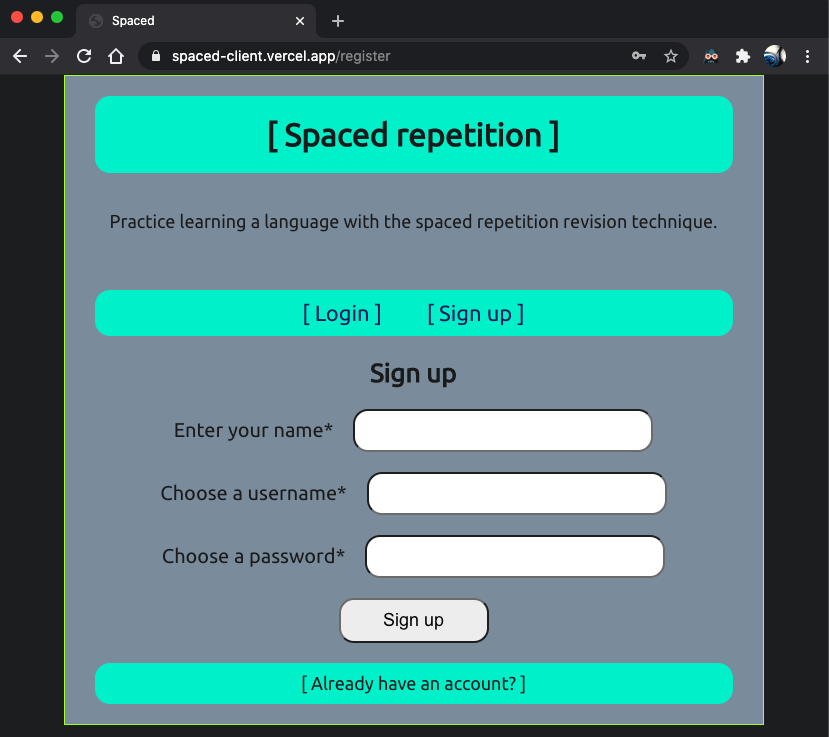 Spaced
spaced-client.vercel.app/register
[ Spaced repetition ]
Practice learning a language with the spaced repetition revision technique.
[ Login ] [ Sign up ]
Sign up
Enter your name*
Choose a username*
Choose a password*
Sign up
[ Already have an account? ]